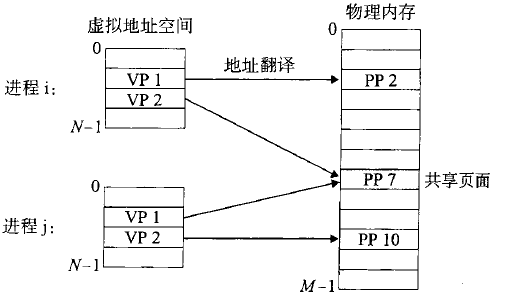 虚拟地址空间
物理内存
0
0
地址翻译
VP 1
PP 2
进程 i:
VP 2
N-1
PP 7
共享页面
0
VP 1
进程 j:
VP 2
PP 10
N-1
M-1